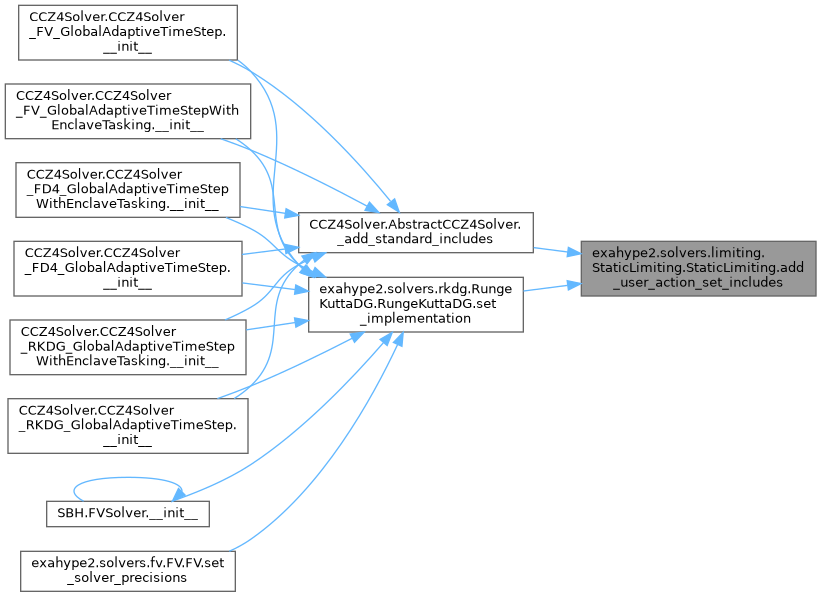 CCZ4Solver.CCZ4Solver
_FV_GlobalAdaptiveTimeStep.
__init__
CCZ4Solver.CCZ4Solver
_FV_GlobalAdaptiveTimeStepWith
EnclaveTasking.__init__
CCZ4Solver.CCZ4Solver
_FD4_GlobalAdaptiveTimeStep
WithEnclaveTasking.__init__
CCZ4Solver.CCZ4Solver
_FD4_GlobalAdaptiveTimeStep.
__init__
CCZ4Solver.CCZ4Solver
_RKDG_GlobalAdaptiveTimeStep
WithEnclaveTasking.__init__
CCZ4Solver.CCZ4Solver
_RKDG_GlobalAdaptiveTimeStep.
__init__
SBH.FVSolver.__init__
exahype2.solvers.fv.FV.FV.set
_solver_precisions
CCZ4Solver.AbstractCCZ4Solver.
_add_standard_includes
exahype2.solvers.rkdg.Runge
KuttaDG.RungeKuttaDG.set
_implementation
exahype2.solvers.limiting.
StaticLimiting.StaticLimiting.add
_user_action_set_includes